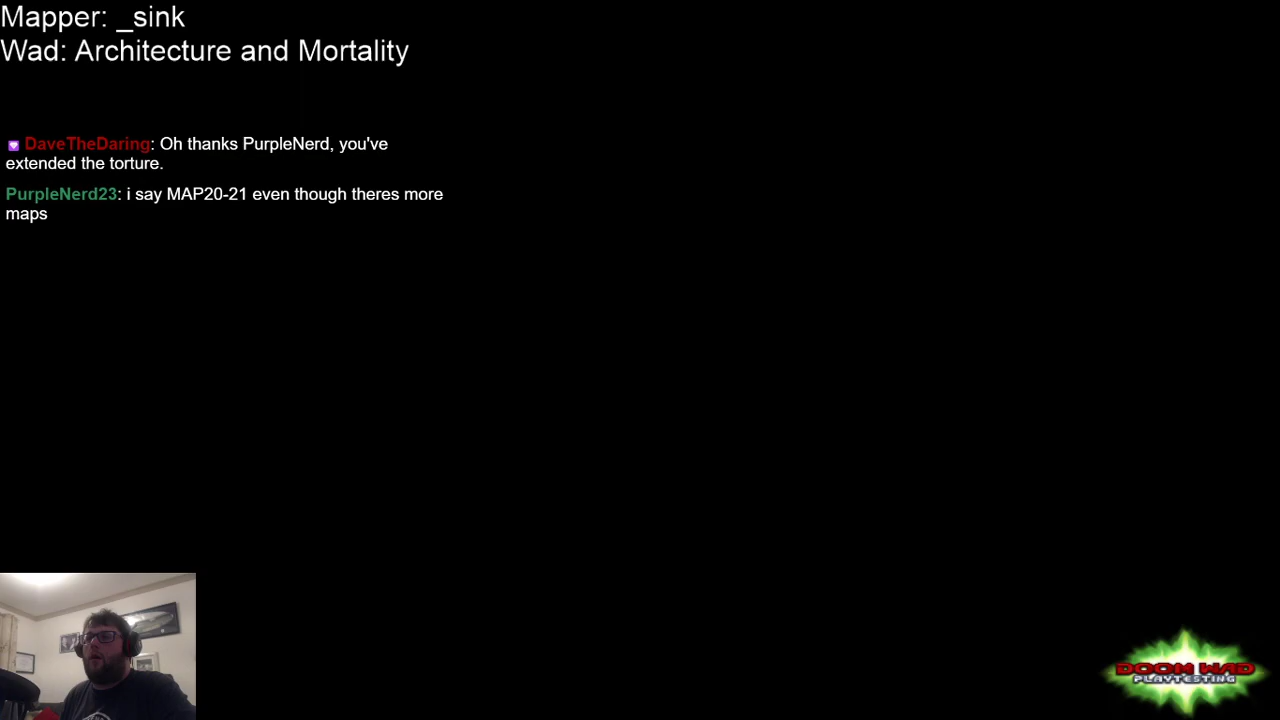 Mapper: _sink
Wad: Architecture and Mortality
DaveTheDaring: Oh thanks PurpleNerd, you've
extended the torture.
PurpleNerd23: i say MAP20-21 even though theres more
maps
DOOM WAD
PLAYTESTING